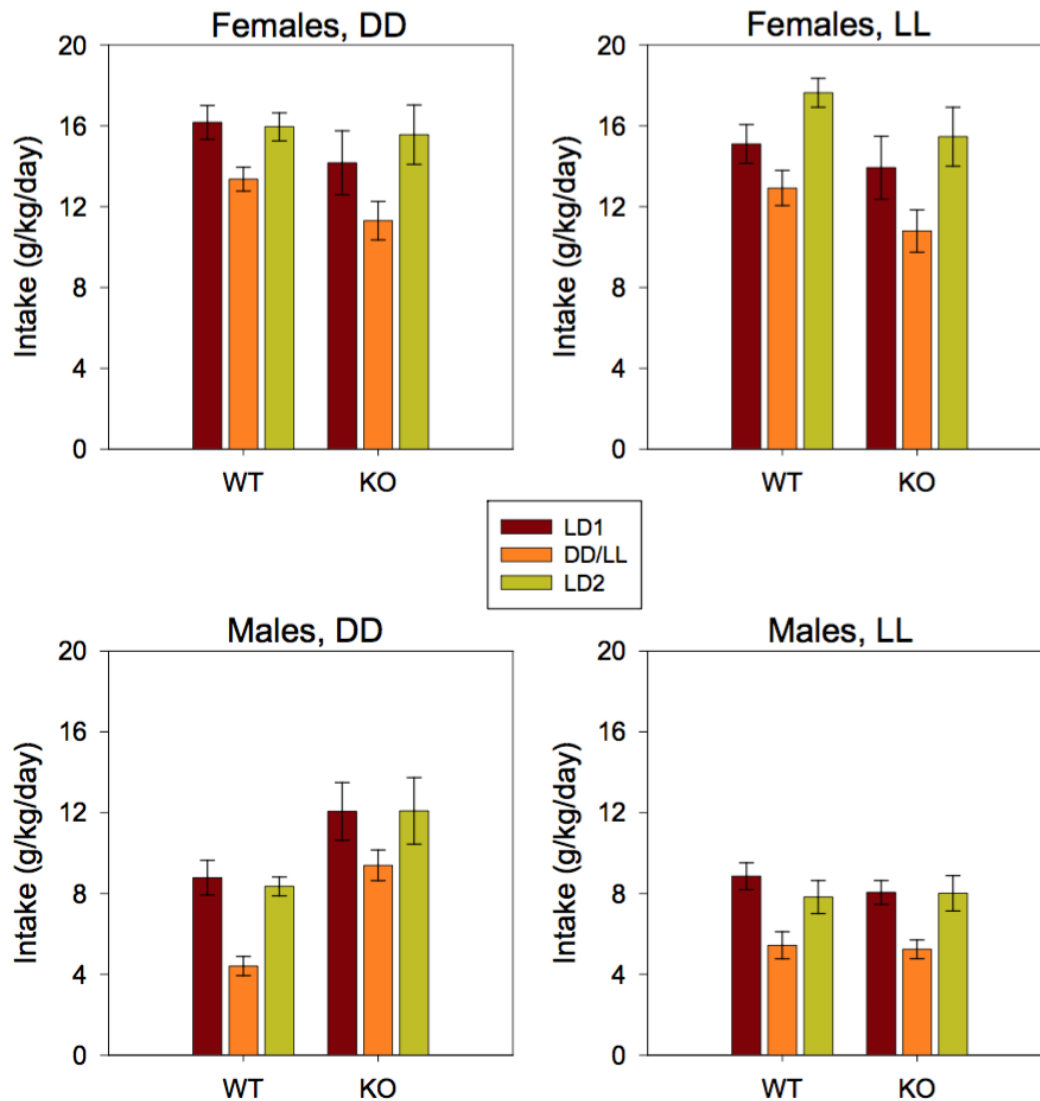 Females, DD
20
16
12
8
4
0
Intake (g/kg/day)
WT KO
Females, LL
20
16
12
8
4
0
Intake (g/kg/day)
WT KO
LD1
DD/LL
LD2
Males, DD
20
16
12
8
4
0
Intake (g/kg/day)
WT KO
Males, LL
20
16
12
8
4
0
Intake (g/kg/day)
WT KO